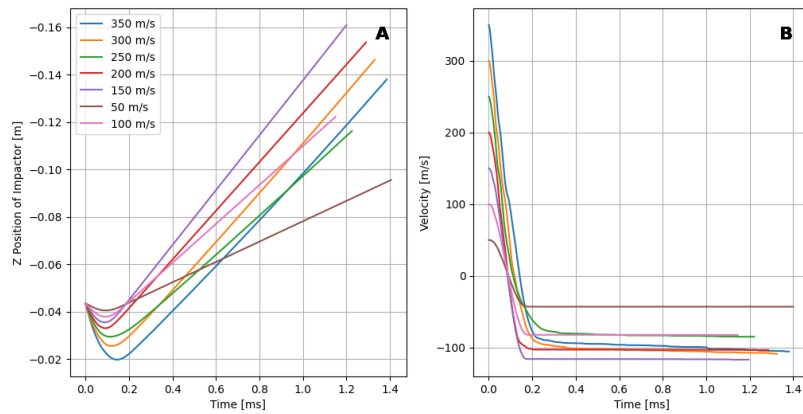 A
350 m/s
300 m/s
250 m/s
200 m/s
150 m/s
50 m/s
100 m/s
Z Position of Impactor [m]
−0.16
−0.14
−0.12
−0.10
−0.08
−0.06
−0.04
−0.02
0.0 0.2 0.4 0.6 0.8 1.0 1.2 1.4
Time [ms]
B
Velocity [m/s]
300
200
100
0
−100
0.0 0.2 0.4 0.6 0.8 1.0 1.2 1.4
Time [ms]